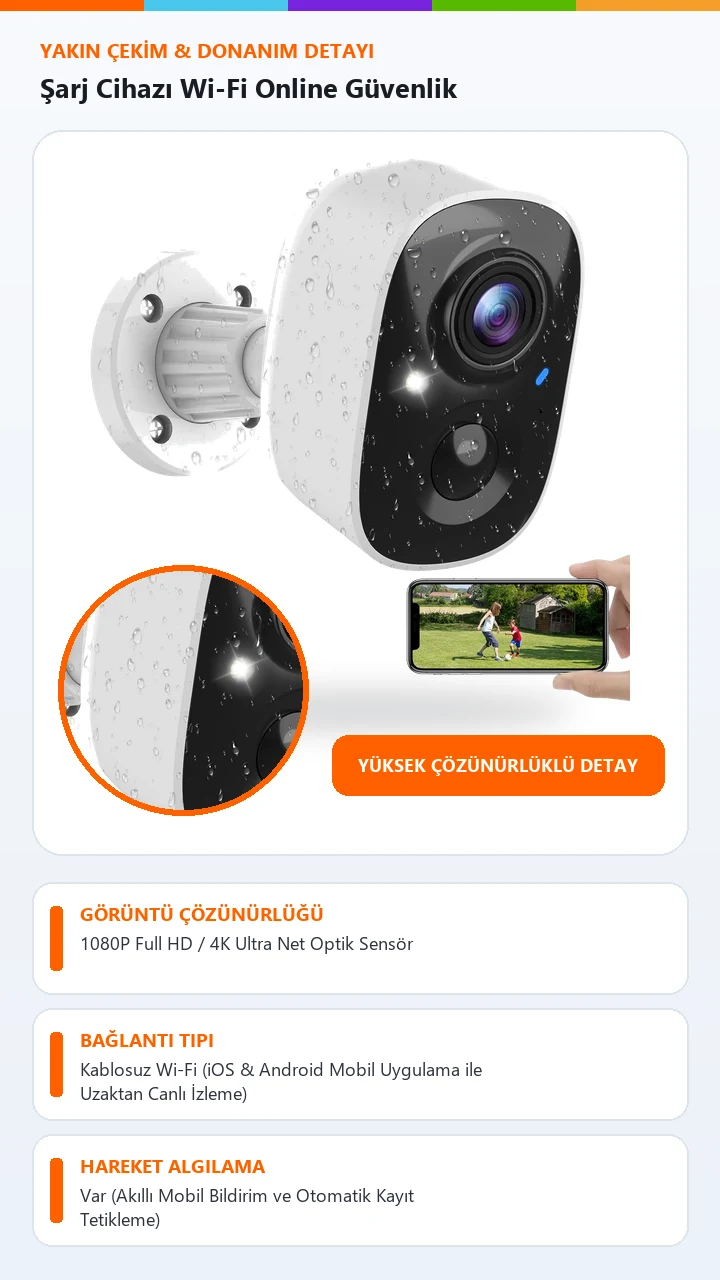 YAKIN ÇEKİM & DONANIM DETAYI
Şarj Cihazı Wi-Fi Online Güvenlik
YÜKSEK ÇÖZÜNÜRLÜKLÜ DETAY
GÖRÜNTÜ ÇÖZÜNÜRLÜĞÜ
1080P Full HD / 4K Ultra Net Optik Sensör
BAĞLANTI TIPI
Kablosuz Wi-Fi (iOS & Android Mobil Uygulama ile
Uzaktan Canlı İzleme)
HAREKET ALGILAMA
Var (Akıllı Mobil Bildirim ve Otomatik Kayıt
Tetikleme)